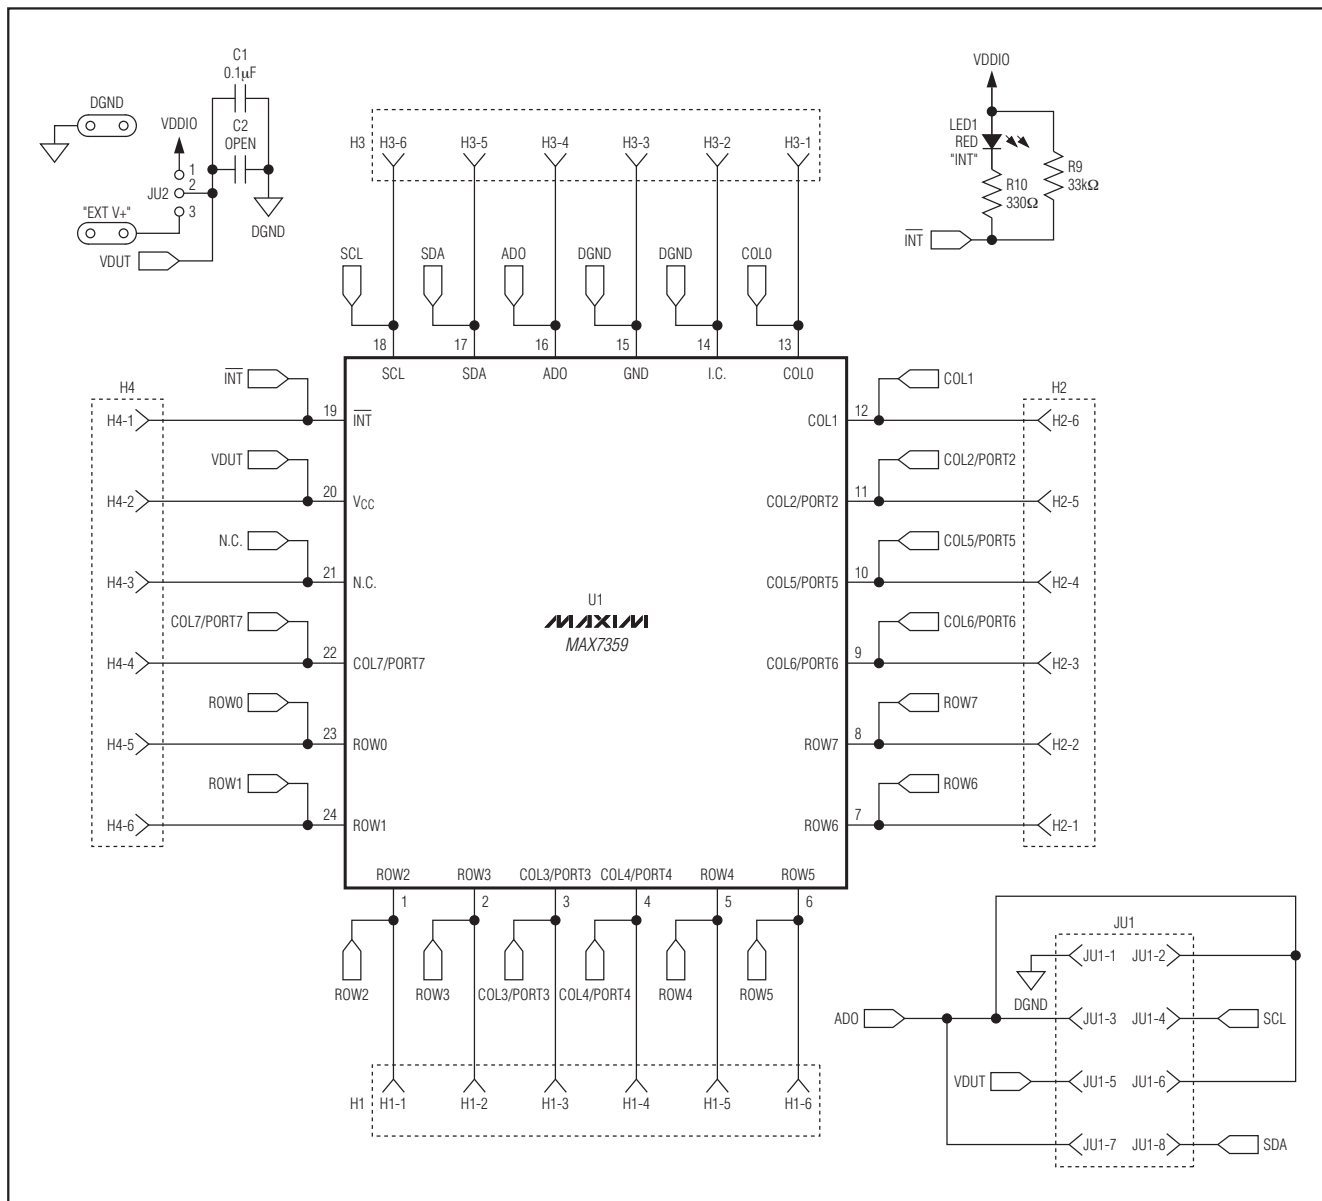 C1
0.1μF
DGND
VDDIO
C2
OPEN
1
2
JU2
3
"EXT V+"
VDUT
DGND
H3 H3-6 H3-5 H3-4 H3-3 H3-2 H3-1
VDDIO
LED1
RED
"INT"
R9
33kΩ
R10
330Ω
INT
SCL SDA ADO DGND DGND COL0
18 17 16 15 14 13
SCL SDA ADO GND I.C. COL0
H4
INT
H4-1 19 INT
VDUT
H4-2 20 VCC
N.C.
H4-3 21 N.C.
COL7/PORT7
H4-4 22 COL7/PORT7
ROW0
H4-5 23 ROW0
ROW1
H4-6 24 ROW1
U1
MAXIM
MAX7359
COL1 H2
COL1 12 H2-6
COL2/PORT2
COL2/PORT2 11 H2-5
COL5/PORT5
COL5/PORT5 10 H2-4
COL6/PORT6
COL6/PORT6 9 H2-3
ROW7
ROW7 8 H2-2
ROW6
ROW6 7 H2-1
ROW2 ROW3 COL3/PORT3 COL4/PORT4 ROW4 ROW5
1 2 3 4 5 6
ROW2 ROW3 COL3/PORT3 COL4/PORT4 ROW4 ROW5
H1 H1-1 H1-2 H1-3 H1-4 H1-5 H1-6
JU1
JU1-1 JU1-2
DGND
ADO JU1-3 JU1-4 SCL
VDUT JU1-5 JU1-6
JU1-7 JU1-8 SDA